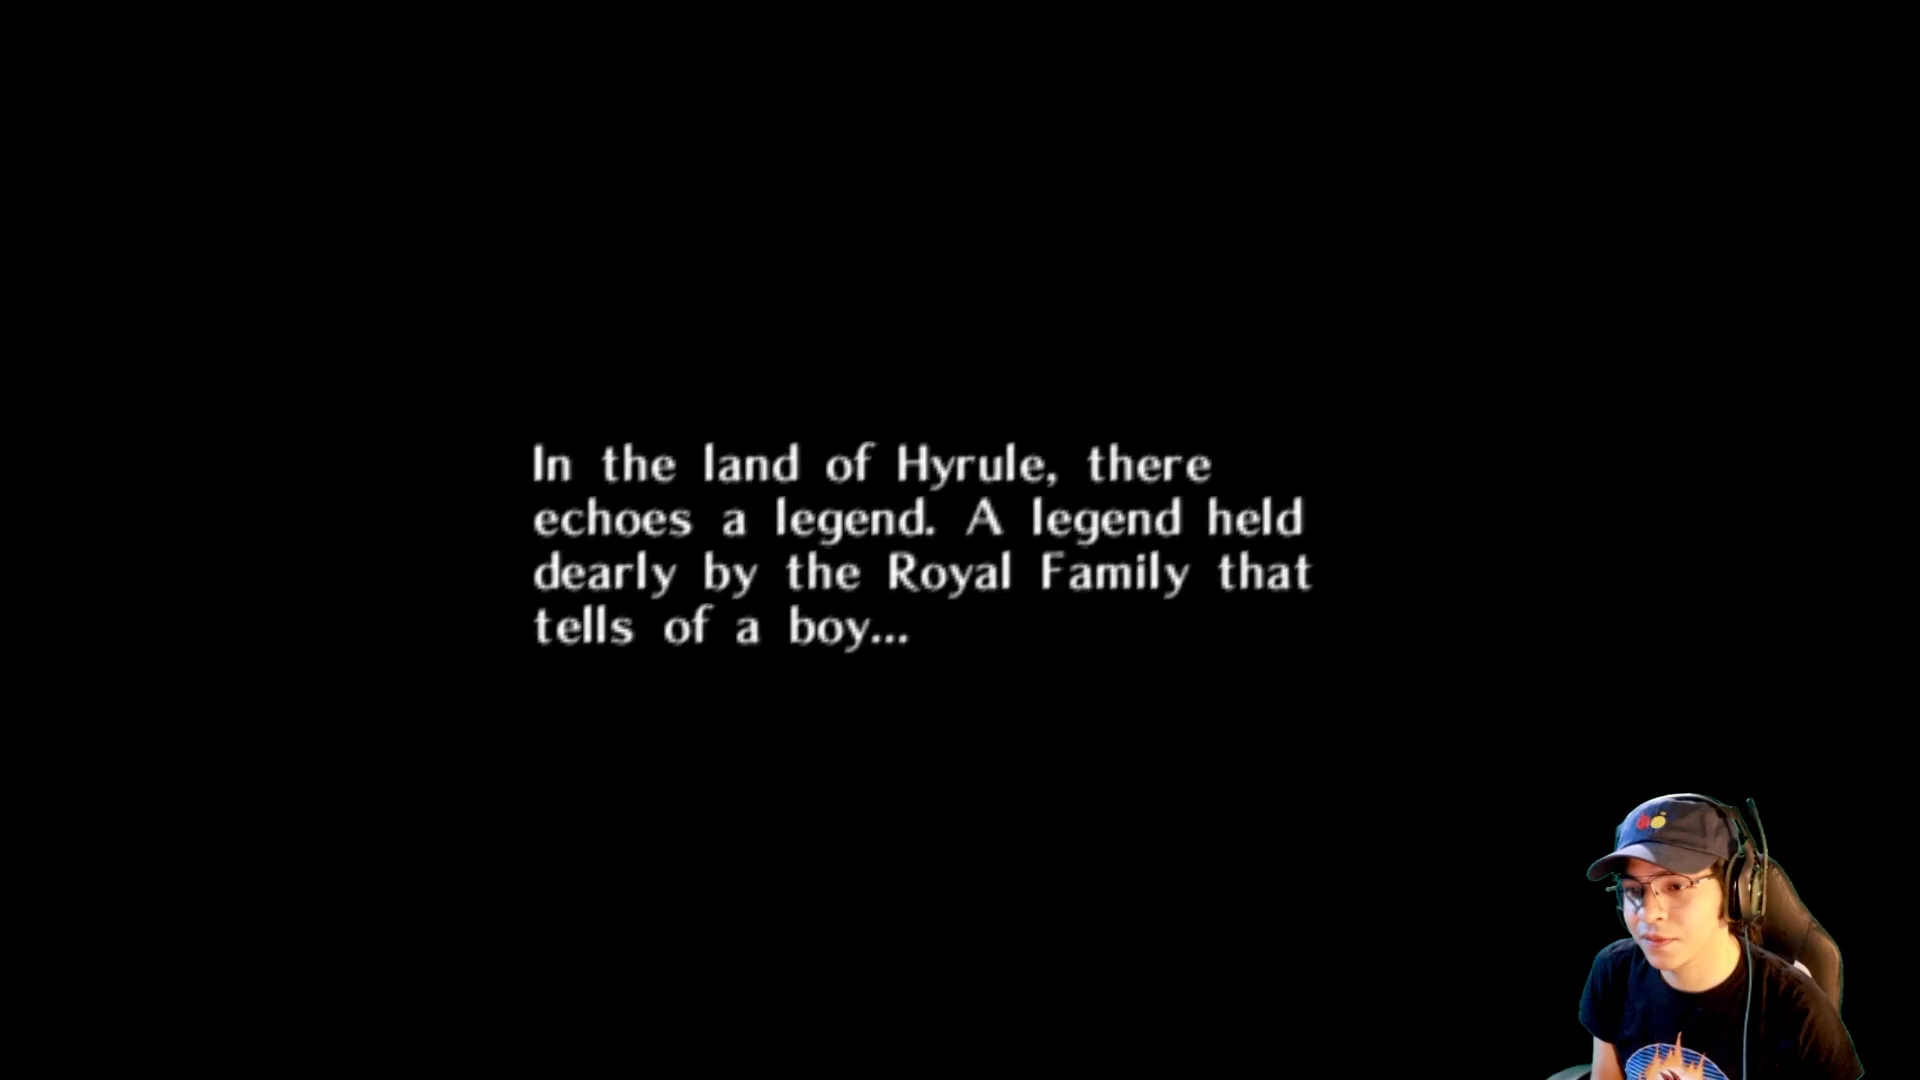 In the land of Hyrule, there
echoes a legend. A legend held
dearly by the Royal Family that
tells of a boy...